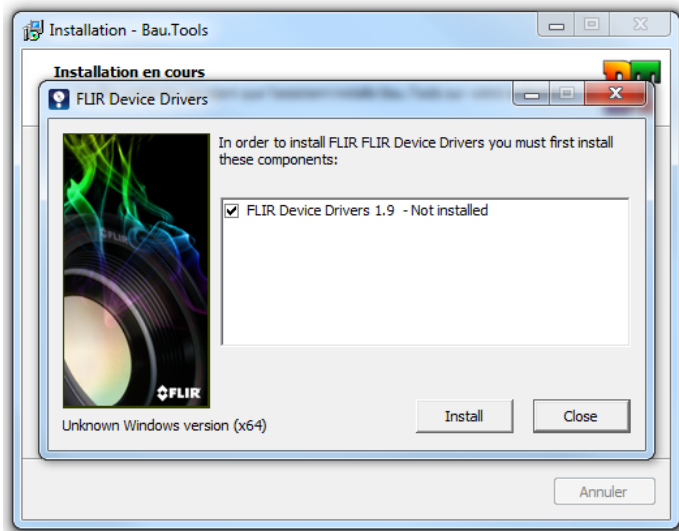 Installation - Bau.Tools
Installation en cours
FLIR Device Drivers
In order to install FLIR FLIR Device Drivers you must first install
these components:
FLIR Device Drivers 1.9 - Not installed
FLIR
FLIR
Unknown Windows version (x64)
Install
Close
Annuler